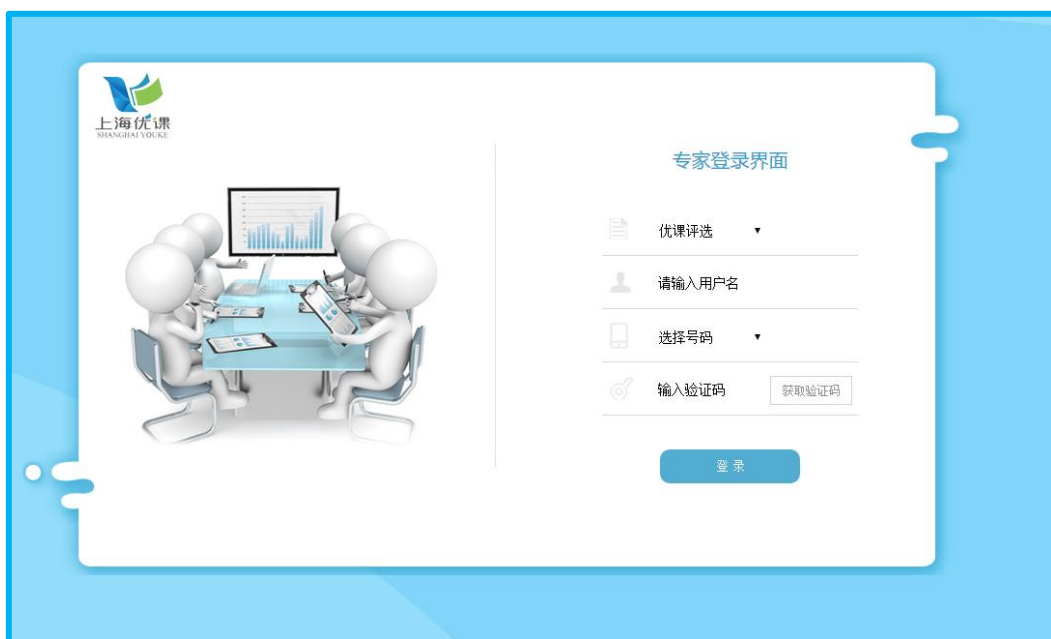 上海优课
SHANGHAI YOUKE
专家登录界面
优课评选
请输入用户名
选择号码
输入验证码
获取验证码
登 录